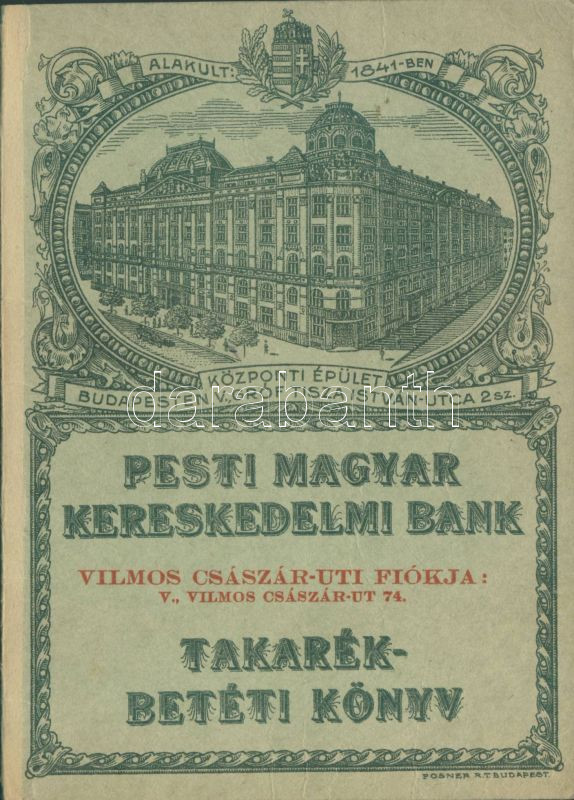 ALAKULT: 1841-BEN
KÖZPONTI ÉPÜLET
BUDAPESTEN V. GRÓF TISZA ISTVÁN-UTCA 2 SZ.
darabanth
PESTI MAGYAR
KERESKEDELMI BANK
VILMOS CSÁSZÁR-UTI FIÓKJA:
V., VILMOS CSÁSZÁR-UT 74.
TAKARÉK-
BETÉTI KÖNYV
POSNER R.T. BUDAPEST.